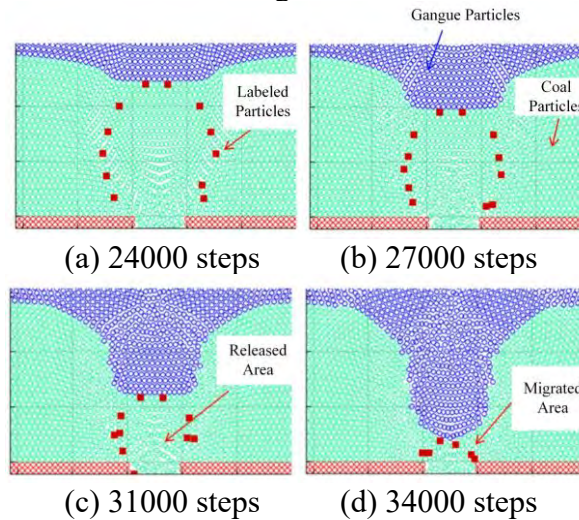 Gangue Particles
Labeled
Particles
Coal
Particles
(a) 24000 steps
(b) 27000 steps
Released
Area
Migrated
Area
(c) 31000 steps
(d) 34000 steps